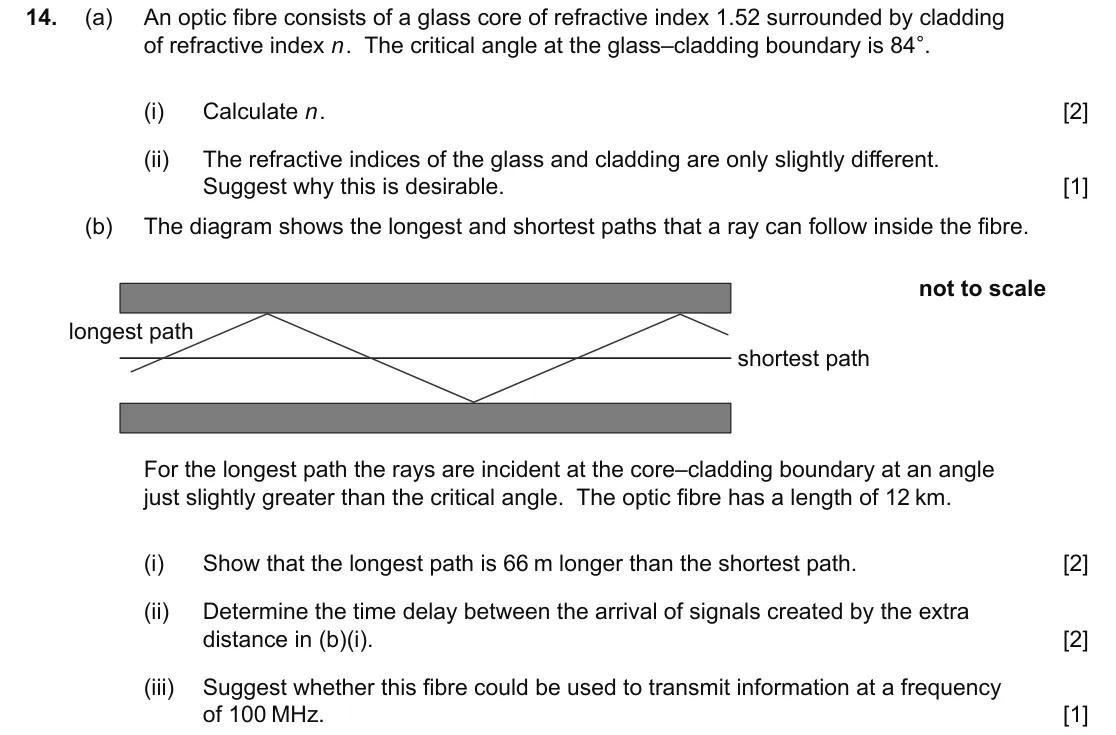 14. (a) An optic fibre consists of a glass core of refractive index 1.52 surrounded by cladding
of refractive index n. The critical angle at the glass–cladding boundary is 84°.
(i) Calculate n. [2]
(ii) The refractive indices of the glass and cladding are only slightly different.
Suggest why this is desirable. [1]
(b) The diagram shows the longest and shortest paths that a ray can follow inside the fibre.
not to scale
longest path
shortest path
For the longest path the rays are incident at the core–cladding boundary at an angle
just slightly greater than the critical angle. The optic fibre has a length of 12 km.
(i) Show that the longest path is 66 m longer than the shortest path. [2]
(ii) Determine the time delay between the arrival of signals created by the extra
distance in (b)(i). [2]
(iii) Suggest whether this fibre could be used to transmit information at a frequency
of 100 MHz. [1]